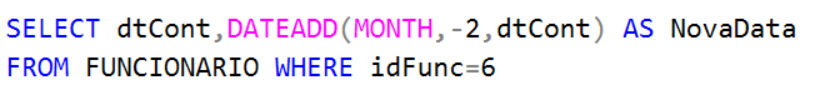 SELECT dtCont,DATEADD(MONTH,-2,dtCont) AS NovaData
FROM FUNCIONARIO WHERE idFunc=6